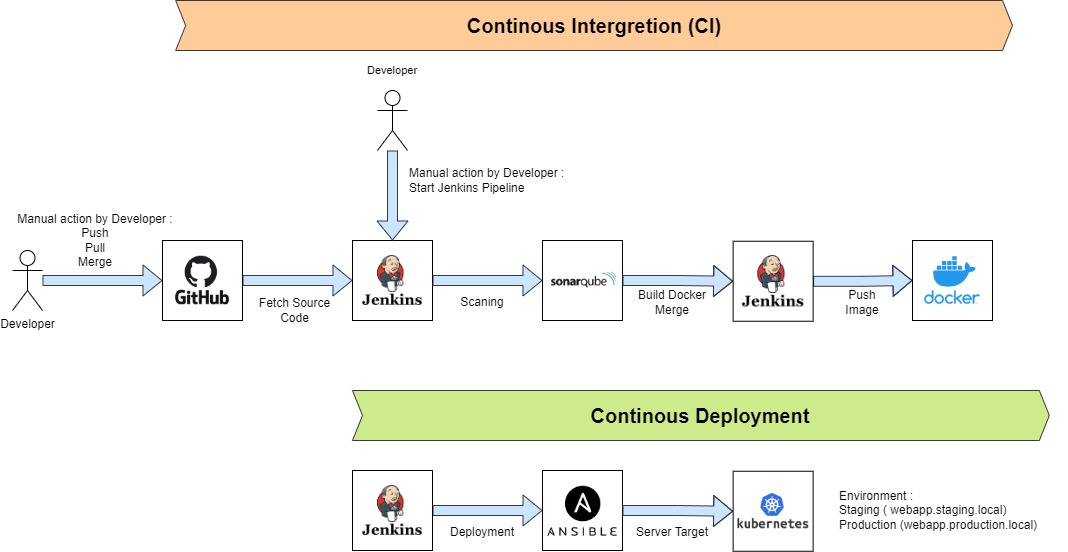 Continous Intergretion (CI)
Developer
Manual action by Developer :
Start Jenkins Pipeline
Manual action by Developer :
Push
Pull
Merge
Developer
GitHub
Fetch Source
Code
Jenkins
Scaning
sonarqube
Build Docker
Merge
Jenkins
Push
Image
docker
Continous Deployment
Jenkins
Deployment
ANSIBLE
Server Target
kubernetes
Environment :
Staging ( webapp.staging.local)
Production (webapp.production.local)